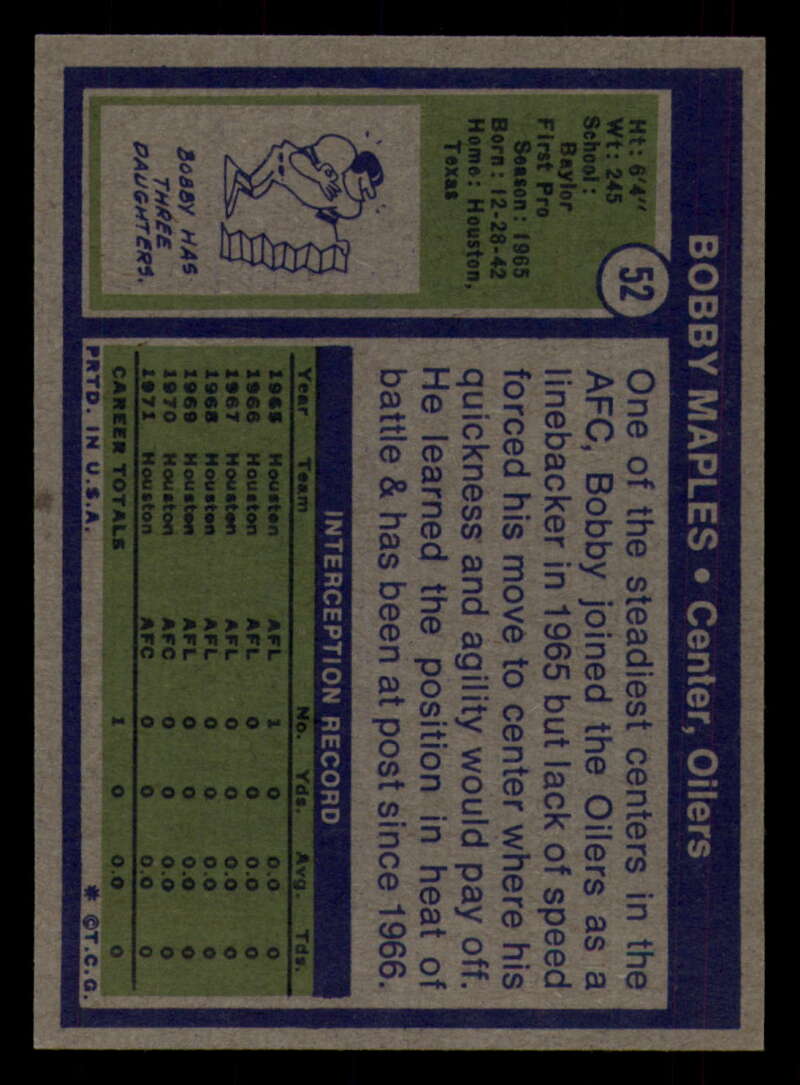 BOBBY MAPLES • Center, Oilers
52
Ht: 6'4"
Wt: 245
School:
Baylor
First Pro
Season: 1965
Born: 12-28-42
Home: Houston,
Texas
BOBBY HAS
THREE
DAUGHTERS.
One of the steadiest centers in the
AFC, Bobby joined the Oilers as a
linebacker in 1965 but lack of speed
forced his move to center where his
quickness and agility would pay off.
He learned the position in heat of
battle & has been at post since 1966.
INTERCEPTION RECORD
Year Team No. Yds. Avg. Tds.
1965 Houston AFL 1 0 0.0 0
1966 Houston AFL 0 0 0.0 0
1967 Houston AFL 0 0 0.0 0
1968 Houston AFL 0 0 0.0 0
1969 Houston AFL 0 0 0.0 0
1970 Houston AFC 0 0 0.0 0
1971 Houston AFC 0 0 0.0 0
CAREER TOTALS 1 0 0.0 0
PRTD. IN U.S.A. * ©T.C.G.